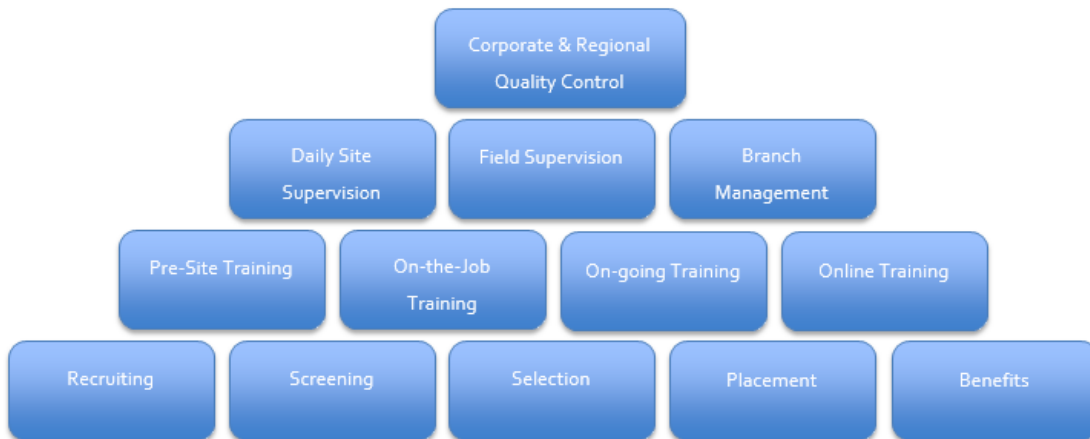 Corporate & Regional
Quality Control
Daily Site
Supervision
Field Supervision
Branch
Management
Pre-Site Training
On-the-Job
Training
On-going Training
Online Training
Recruiting
Screening
Selection
Placement
Benefits